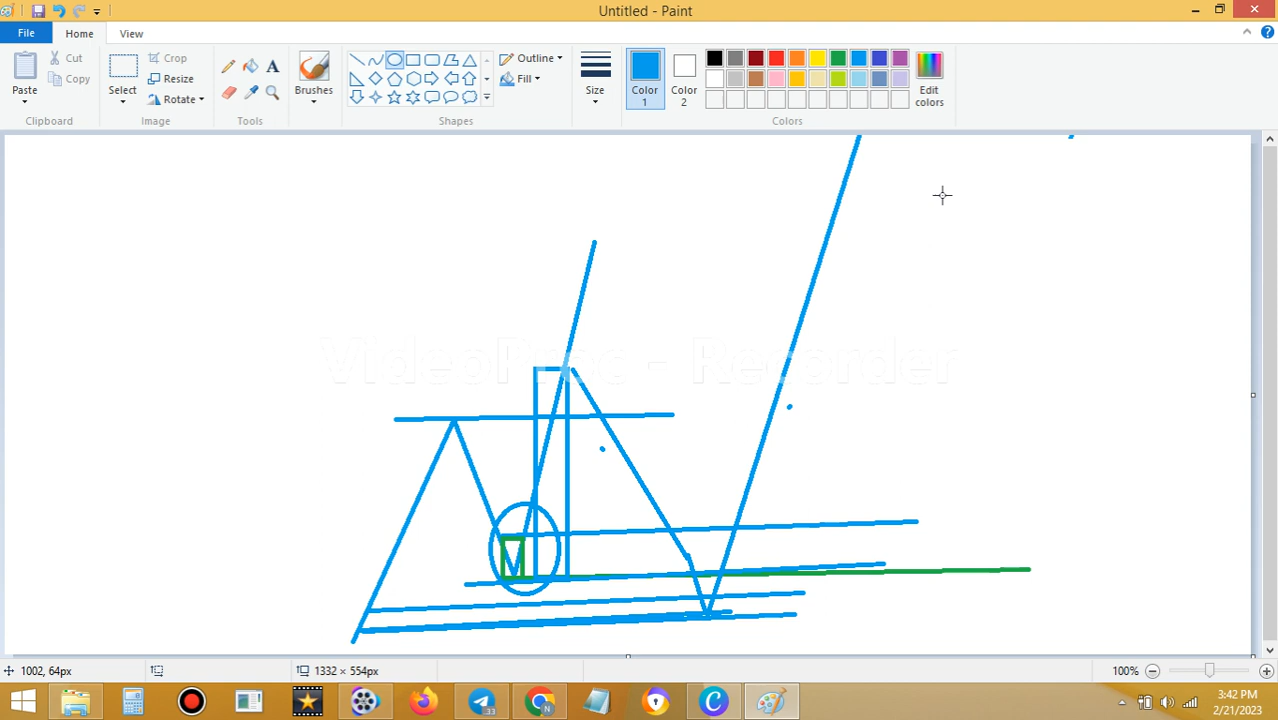 Untitled - Paint
File
Home
View
Paste
Cut
Copy
Clipboard
Select
Crop
Resize
Rotate
Image
Tools
Brushes
Outline
Fill
Shapes
Size
Color 1
Color 2
Edit colors
Colors
VideoProc - Recorder
1002, 64px
1332 × 554px
100%
33
N
C
3:42 PM
2/21/2023